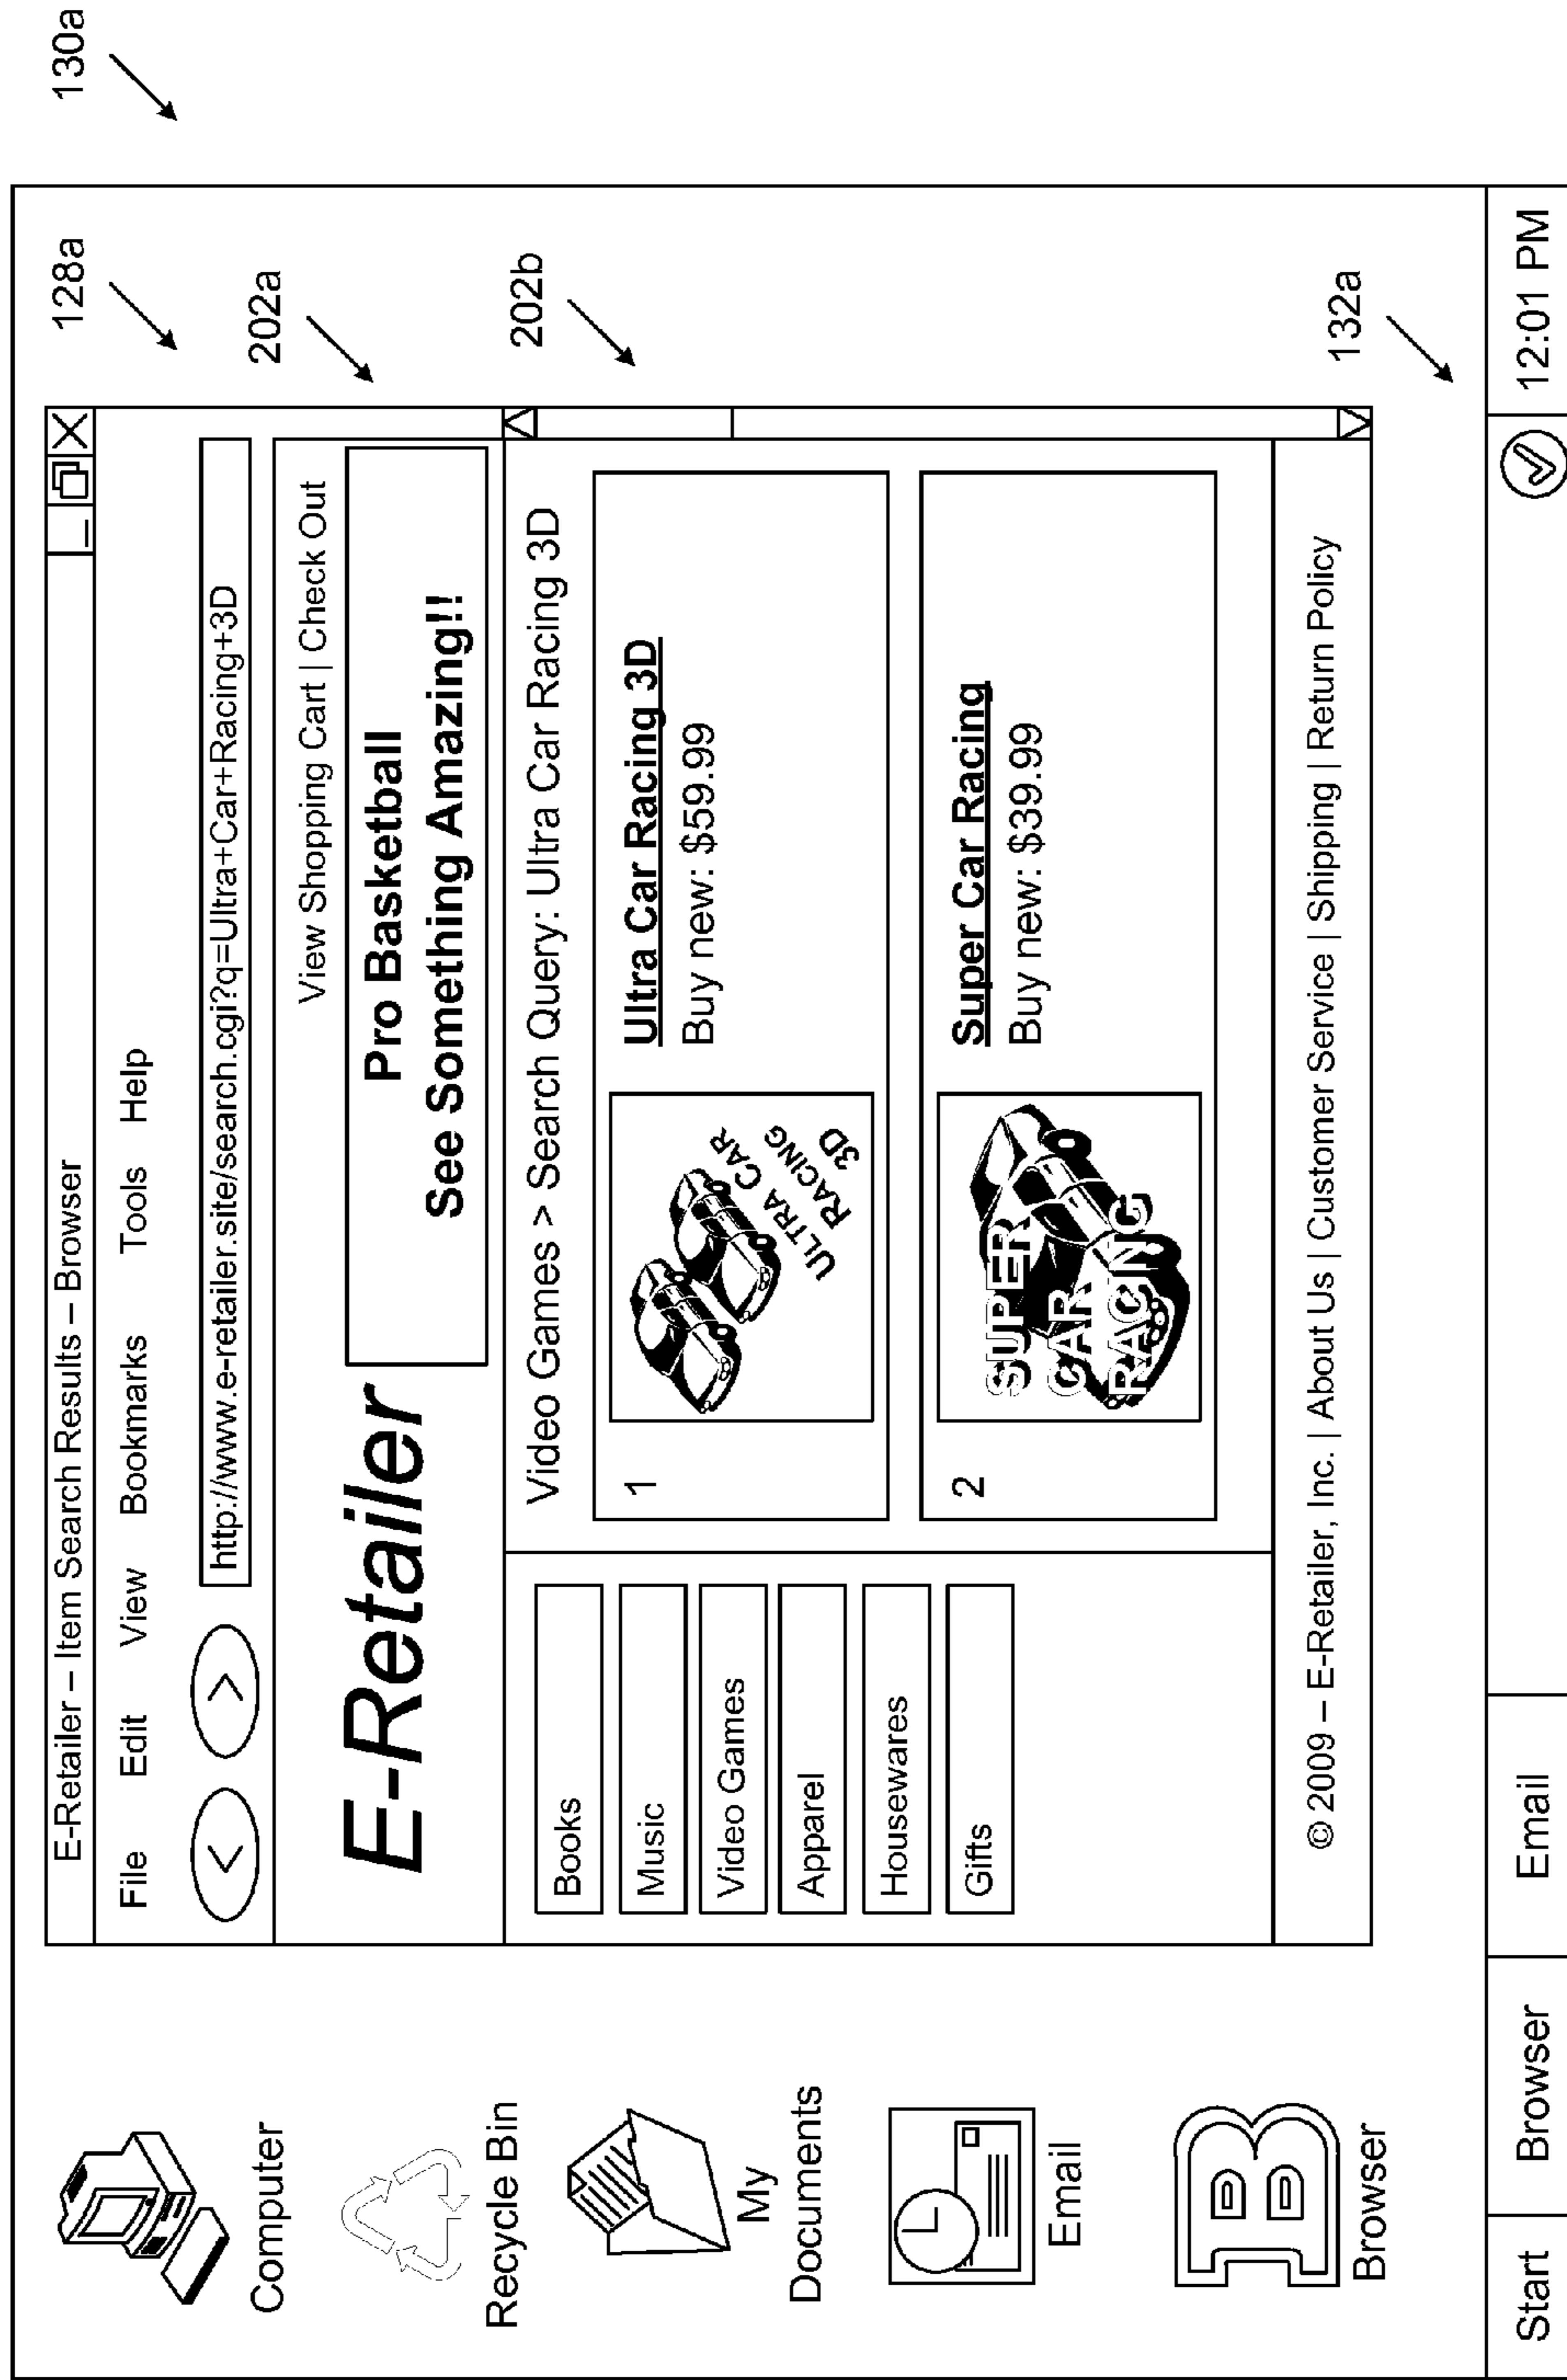 130a
128a
E-Retailer – Item Search Results – Browser
File Edit View Bookmarks Tools Help
http://www.e-retailer.site/search.cgi?q=Ultra+Car+Racing+3D
202a
View Shopping Cart | Check Out
E-Retailer
Pro Basketball
See Something Amazing!!
202b
Books
Music
Video Games
Apparel
Housewares
Gifts
Video Games > Search Query: Ultra Car Racing 3D
1
ULTRA CAR
RACING
3D
Ultra Car Racing 3D
Buy new: $59.99
2
SUPER
CAR
RACING
Super Car Racing
Buy new: $39.99
© 2009 – E-Retailer, Inc. | About Us | Customer Service | Shipping | Return Policy
132a
Computer
Recycle Bin
My
Documents
Email
B
Browser
Start
Browser
Email
12:01 PM